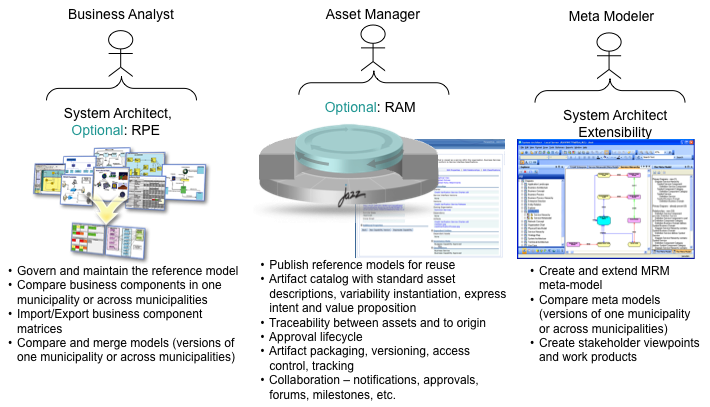 Business Analyst
System Architect,
Optional: RPE
• Govern and maintain the reference model
• Compare business components in one
municipality or across municipalities
• Import/Export business component
matrices
• Compare and merge models (versions of
one municipality or across municipalities)
Asset Manager
Optional: RAM
jazz
• Publish reference models for reuse
• Artifact catalog with standard asset
descriptions, variability instantiation, express
intent and value proposition
• Traceability between assets and to origin
• Approval lifecycle
• Artifact packaging, versioning, access
control, tracking
• Collaboration – notifications, approvals,
forums, milestones, etc.
Meta Modeler
System Architect
Extensibility
• Create and extend MRM
meta-model
• Compare meta models
(versions of one municipality
or across municipalities)
• Create stakeholder viewpoints
and work products